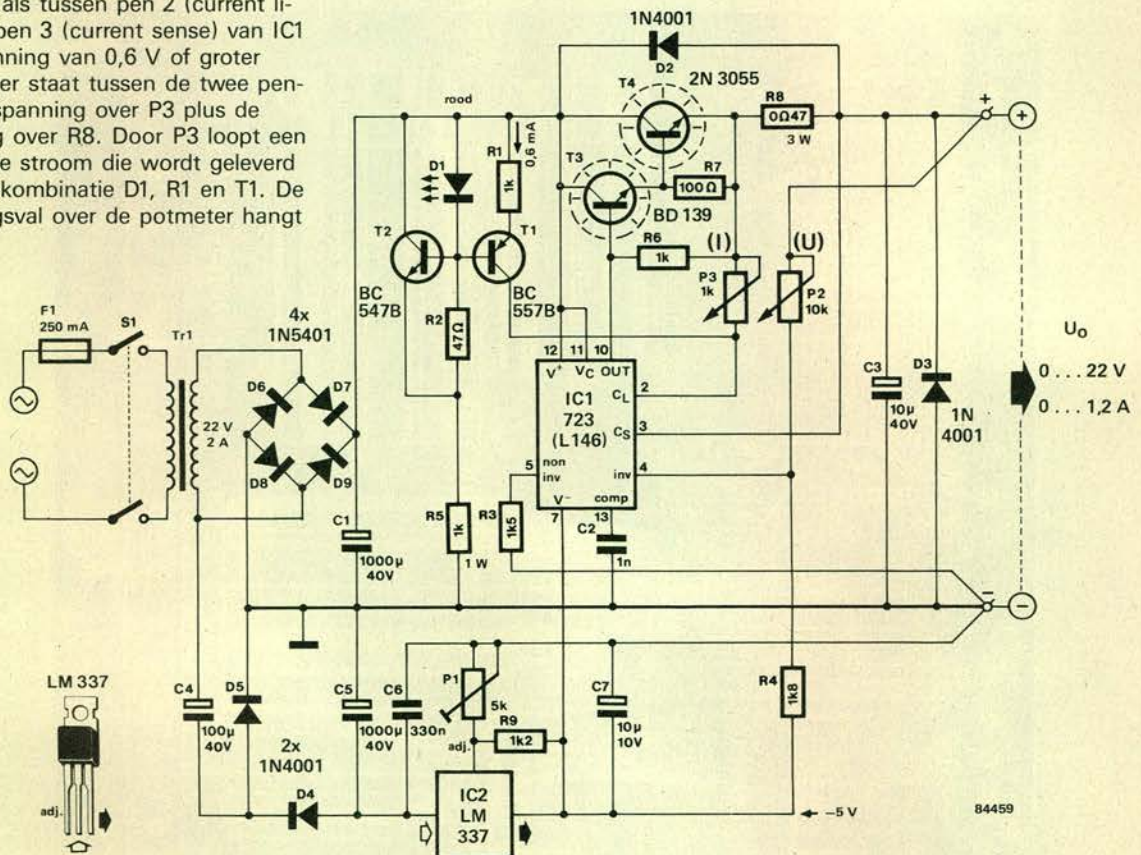 als tussen pen 2 (current li-
pen 3 (current sense) van IC1
nning van 0,6 V of groter
er staat tussen de twee pen-
spanning over P3 plus de
g over R8. Door P3 loopt een
e stroom die wordt geleverd
kombinatie D1, R1 en T1. De
gsval over de potmeter hangt
1N4001
D2
T4
2N 3055
rood
R8
0Ω47
3 W
+
+
D1
R1
1k
0,6 mA
T3
R7
100 Ω
BD 139
T2
T1
R6
1k
(I)
(U)
P3
1k
P2
10k
BC
547B
BC
557B
R2
47Ω
F1
250 mA
S1
Tr1
4x
1N5401
D6
D7
22 V
2 A
D8
D9
12
11
10
V+
VC
OUT
CL
2
IC1
723
(L146)
CS
3
5
non
inv
inv
4
V−
comp
7
13
C3
10μ
40V
D3
1N
4001
Uo
0 ... 22 V
0 ... 1,2 A
C1
1000μ
40V
R5
1k
1 W
R3
1k5
C2
1n
−
−
LM 337
adj.
C4
100μ
40V
D5
2x
1N4001
D4
C5
1000μ
40V
C6
330n
P1
5k
R9
1k2
adj.
C7
10μ
10V
R4
1k8
IC2
LM
337
−5 V
84459